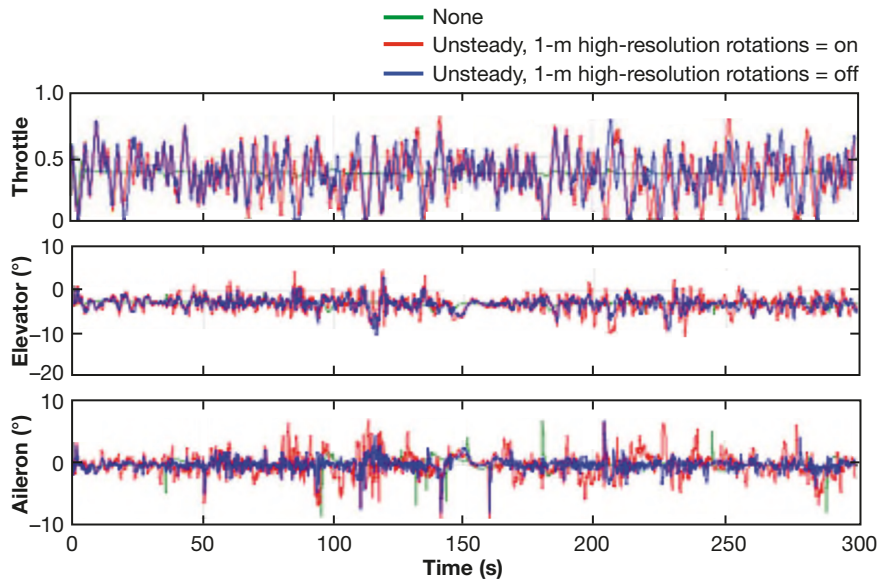 None
Unsteady, 1-m high-resolution rotations = on
Unsteady, 1-m high-resolution rotations = off
1.0
0.5
0
Throttle
10
0
−10
−20
Elevator (°)
10
0
−10
Aileron (°)
0 50 100 150 200 250 300
Time (s)